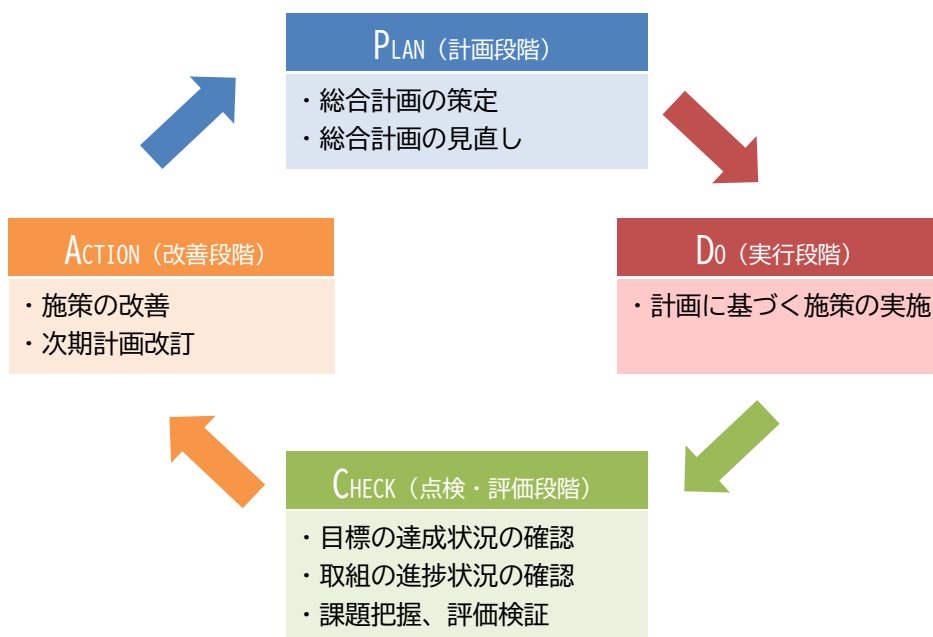 PLAN（計画段階）
・総合計画の策定
・総合計画の見直し
DO（実行段階）
・計画に基づく施策の実施
CHECK（点検・評価段階）
・目標の達成状況の確認
・取組の進捗状況の確認
・課題把握、評価検証
ACTION（改善段階）
・施策の改善
・次期計画改訂